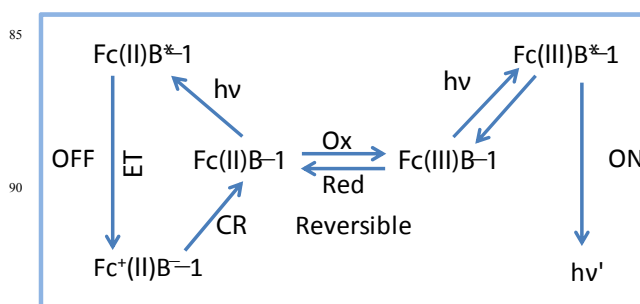 85
Fc(II)B*–1 Fc(III)B*–1
hν hν
OFF ET Ox ON
Fc(II)B–1 Fc(III)B–1
90 Red
CR Reversible
Fc⁺(II)B⁻–1 hν'